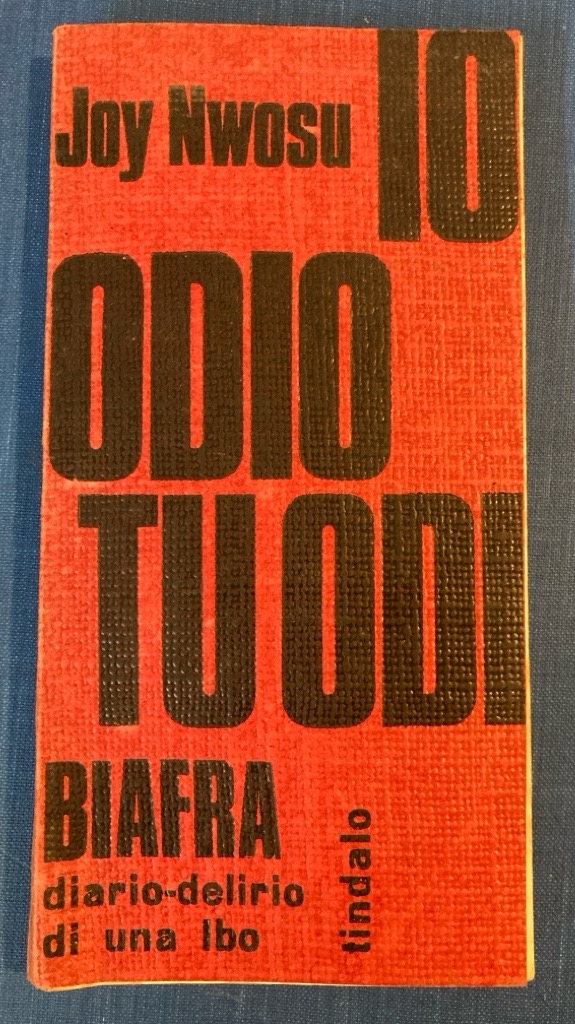 Joy Nwosu
IO
ODIO
TU ODI
BIAFRA
diario-delirio
di una Ibo
tindalo